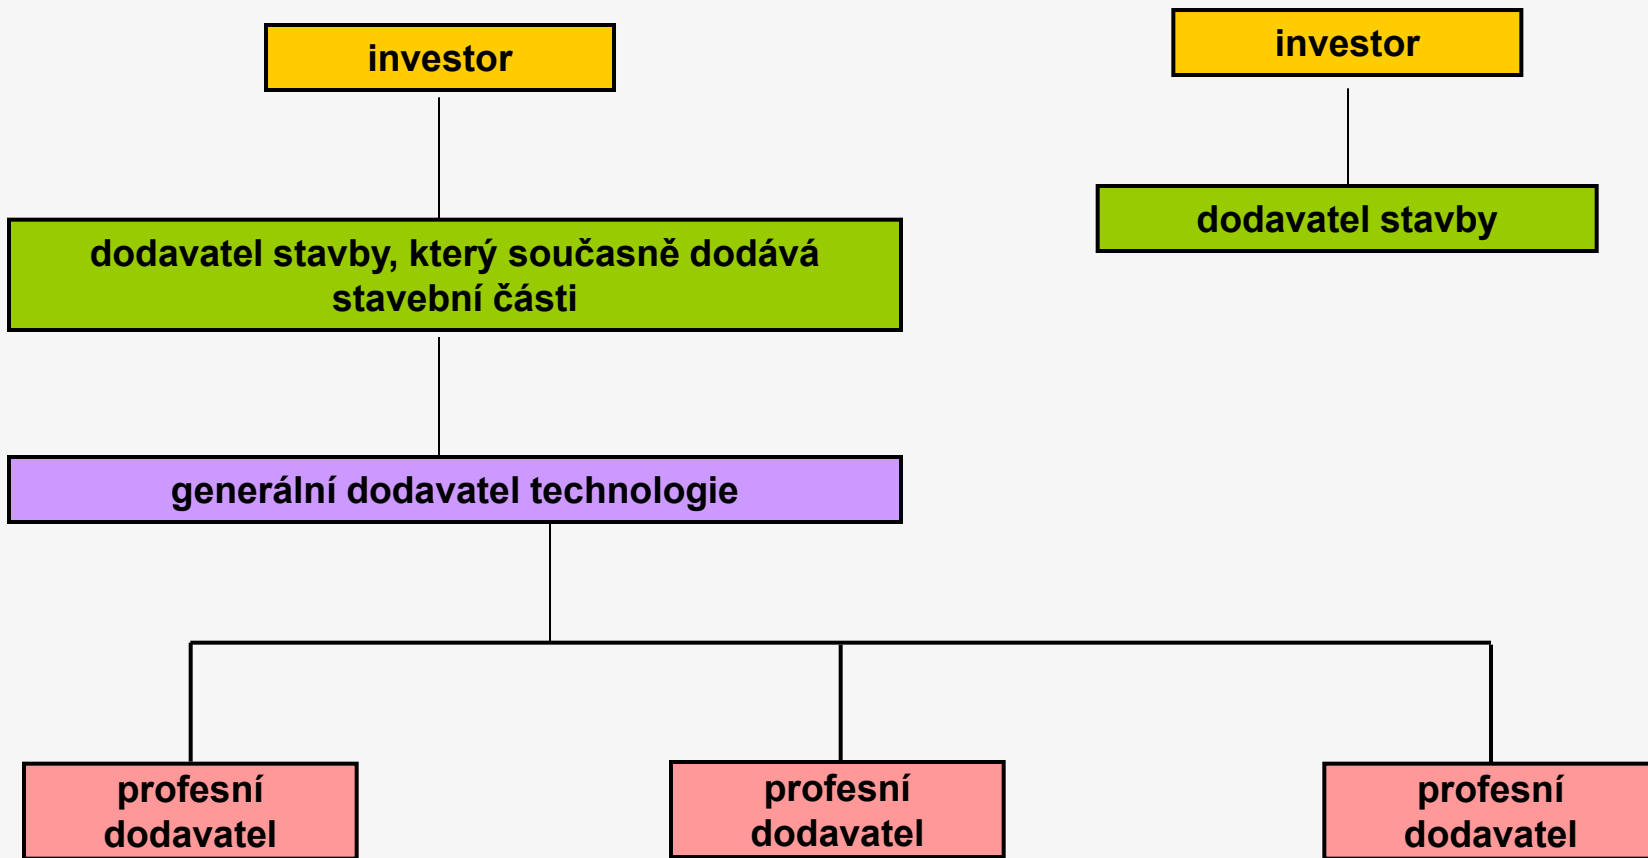 investor
investor
dodavatel stavby, který současně dodává
stavební části
dodavatel stavby
generální dodavatel technologie
profesní
dodavatel
profesní
dodavatel
profesní
dodavatel